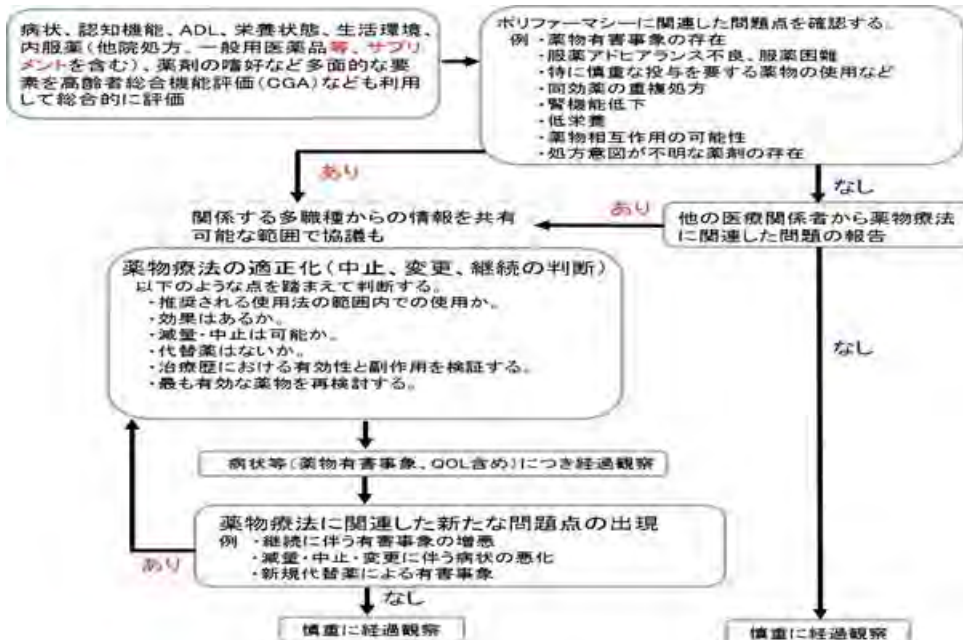 病状、認知機能、ADL、栄養状態、生活環境、
内服薬(他院処方、一般用医薬品等、サプリ
メントを含む)、薬剤の嗜好など多面的な要
素を高齢者総合機能評価(CGA)なども利用
して総合的に評価
ポリファーマシーに関連した問題点を確認する。
例 ・薬物有害事象の存在
・服薬アドヒアランス不良、服薬困難
・特に慎重な投与を要する薬物の使用など
・同効薬の重複処方
・腎機能低下
・低栄養
・薬物相互作用の可能性
・処方意図が不明な薬剤の存在
あり
なし
関係する多職種からの情報を共有
可能な範囲で協議も
あり
他の医療関係者から薬物療法
に関連した問題の報告
薬物療法の適正化(中止、変更、継続の判断)
以下のような点を踏まえて判断する。
・推奨される使用法の範囲内での使用か。
・効果はあるか。
・減量・中止は可能か。
・代替薬はないか。
・治療歴における有効性と副作用を検証する。
・最も有効な薬物を再検討する。
なし
病状等(薬物有害事象、QOL含め)につき経過観察
薬物療法に関連した新たな問題点の出現
例 ・継続に伴う有害事象の増悪
・減量・中止・変更に伴う病状の悪化
・新規代替薬による有害事象
あり
なし
慎重に経過観察
慎重に経過観察